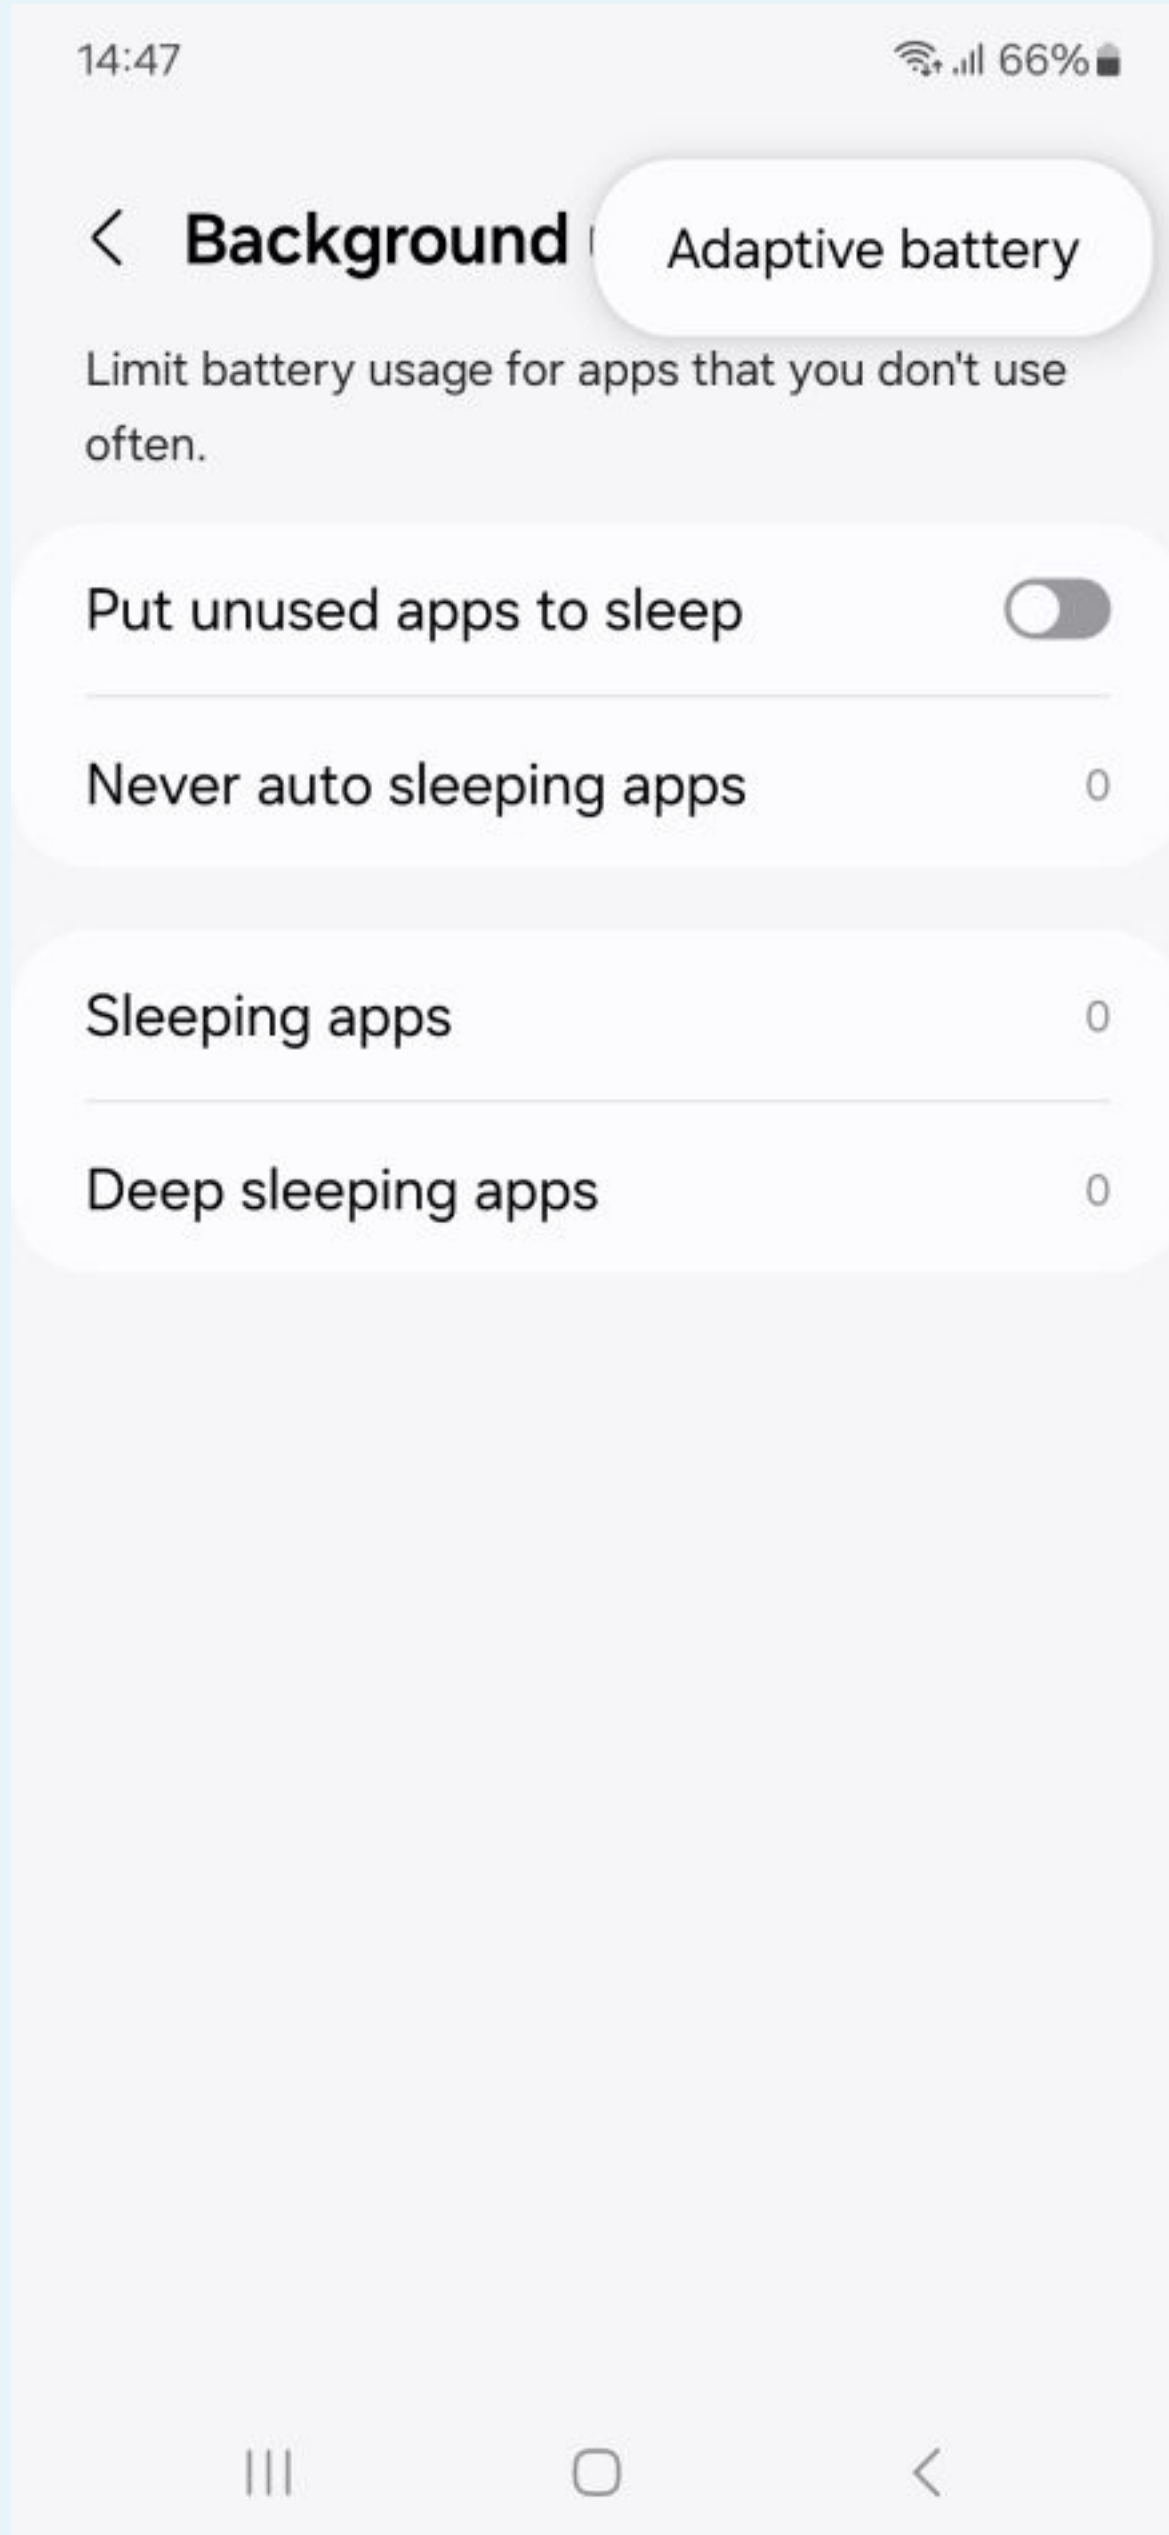 14:47
66%
Background
Adaptive battery
Limit battery usage for apps that you don't use
often.
Put unused apps to sleep
Never auto sleeping apps
0
Sleeping apps
0
Deep sleeping apps
0